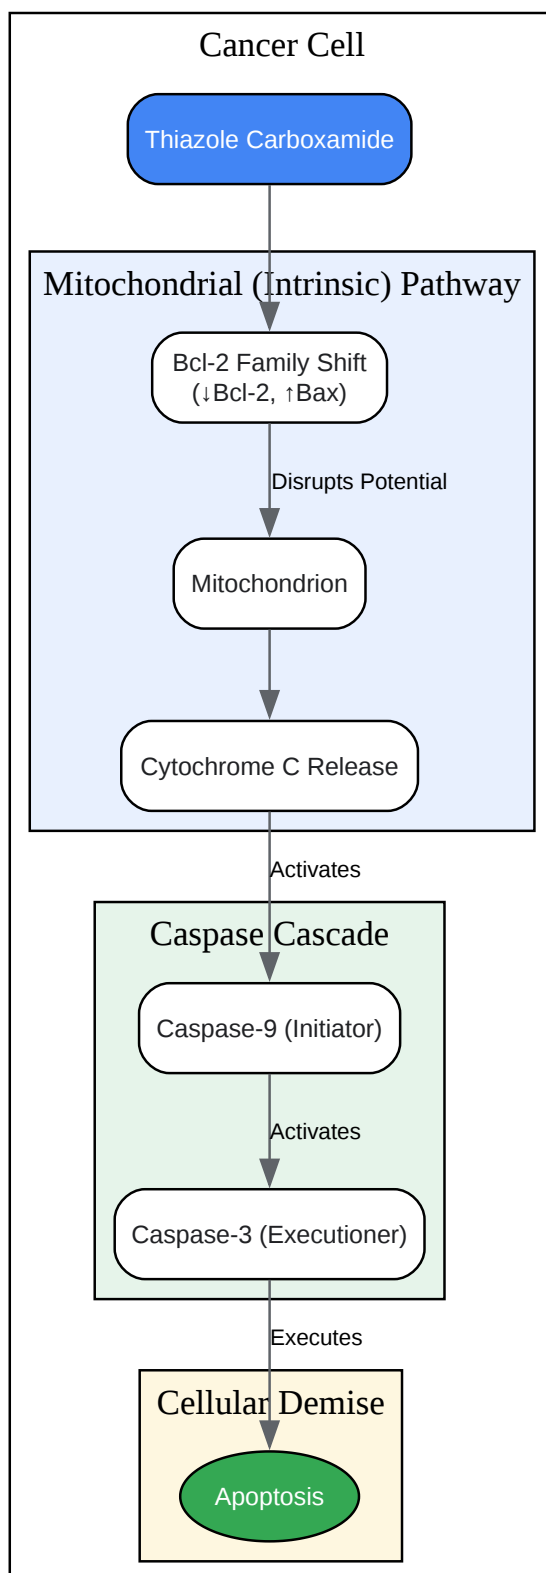 Cancer Cell
Thiazole Carboxamide
Mitochondrial (Intrinsic) Pathway
Bcl-2 Family Shift
(↓Bcl-2, ↑Bax)
Disrupts Potential
Mitochondrion
Cytochrome C Release
Activates
Caspase Cascade
Caspase-9 (Initiator)
Activates
Caspase-3 (Executioner)
Executes
Cellular Demise
Apoptosis